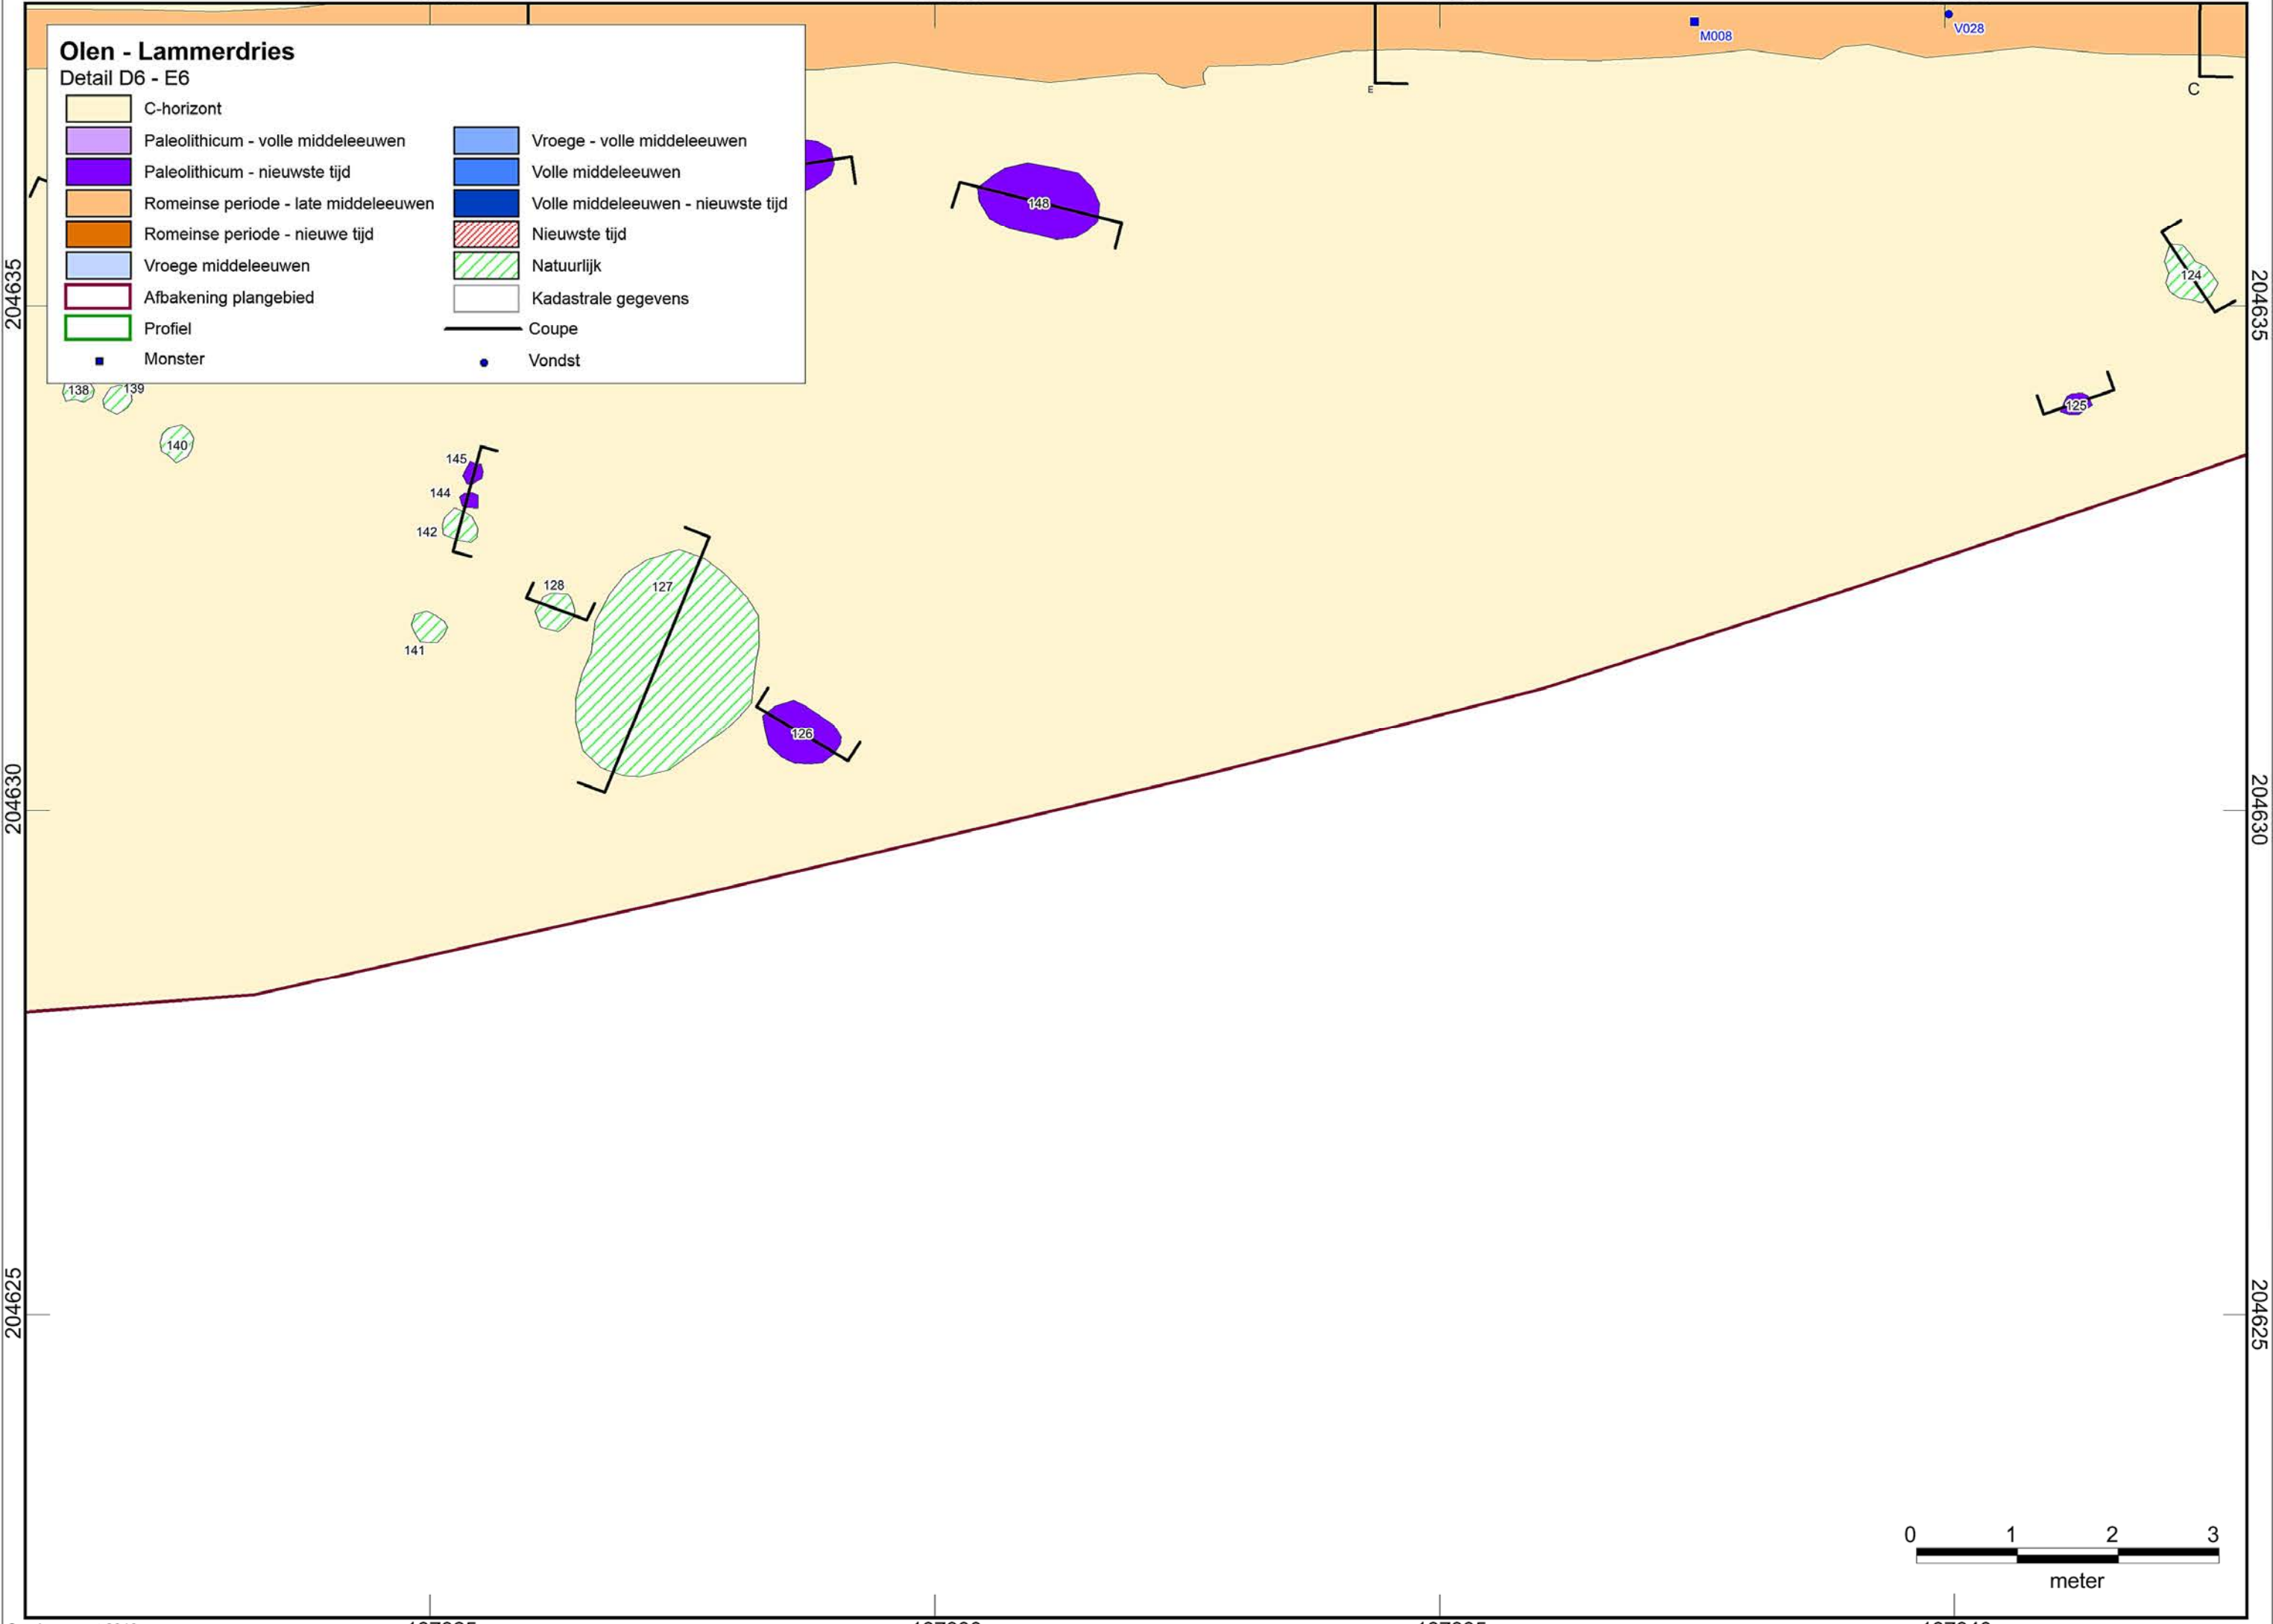 Olen - Lammerdries
Detail D6 - E6
C-horizont
Paleolithicum - volle middeleeuwen
Paleolithicum - nieuwste tijd
Romeinse periode - late middeleeuwen
Romeinse periode - nieuwe tijd
Vroege middeleeuwen
Afbakening plangebied
Profiel
Monster
Vroege - volle middeleeuwen
Volle middeleeuwen
Volle middeleeuwen - nieuwste tijd
Nieuwste tijd
Natuurlijk
Kadastrale gegevens
Coupe
Vondst
M008
V028
E
C
148
124
125
138
139
140
145
144
142
128
127
141
126
204635
204630
204625
204635
204630
204625
0 1 2 3
meter